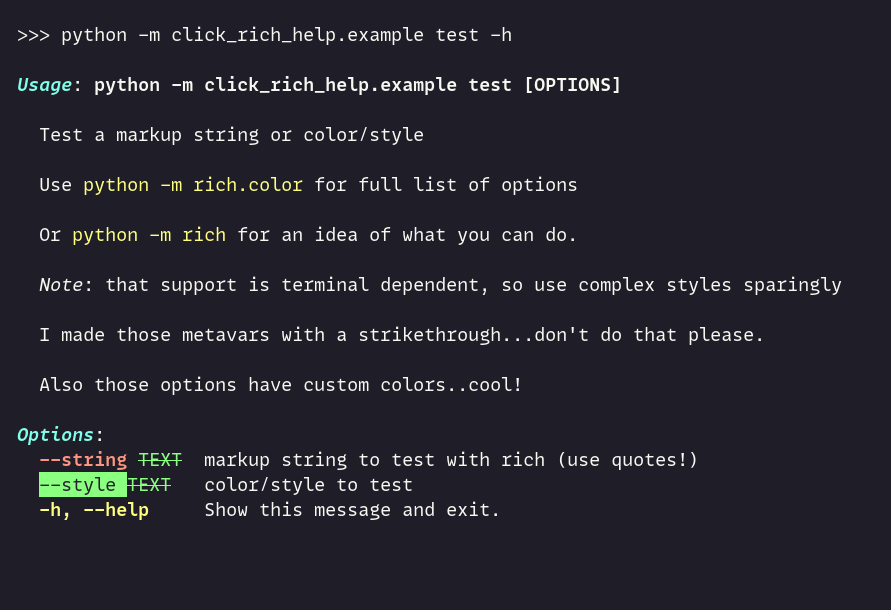 >>> python -m click_rich_help.example test -h
Usage: python -m click_rich_help.example test [OPTIONS]
Test a markup string or color/style
Use python -m rich.color for full list of options
Or python -m rich for an idea of what you can do.
Note: that support is terminal dependent, so use complex styles sparingly
I made those metavars with a strikethrough...don't do that please.
Also those options have custom colors..cool!
Options:
--string TEXT  markup string to test with rich (use quotes!)
--style TEXT   color/style to test
-h, --help     Show this message and exit.